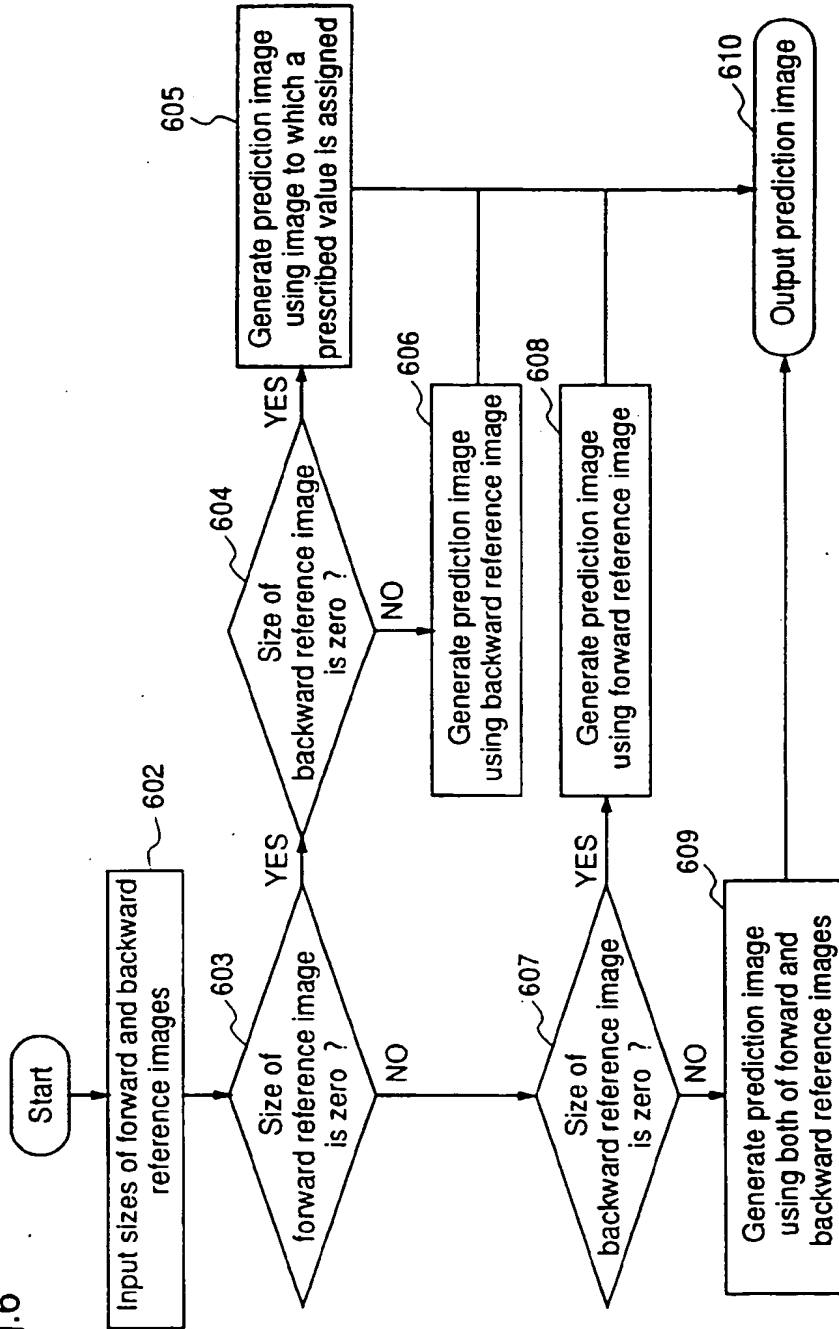 .6
Start
Input sizes of forward and backward
reference images
602
Size of
forward reference image
is zero ?
603
YES
NO
Size of
backward reference image
is zero ?
604
YES
NO
Generate prediction image
using image to which a
prescribed value is assigned
605
Generate prediction image
using backward reference image
606
Size of
backward reference image
is zero ?
607
YES
NO
Generate prediction image
using forward reference image
608
Generate prediction image
using both of forward and
backward reference images
609
Output prediction image
610